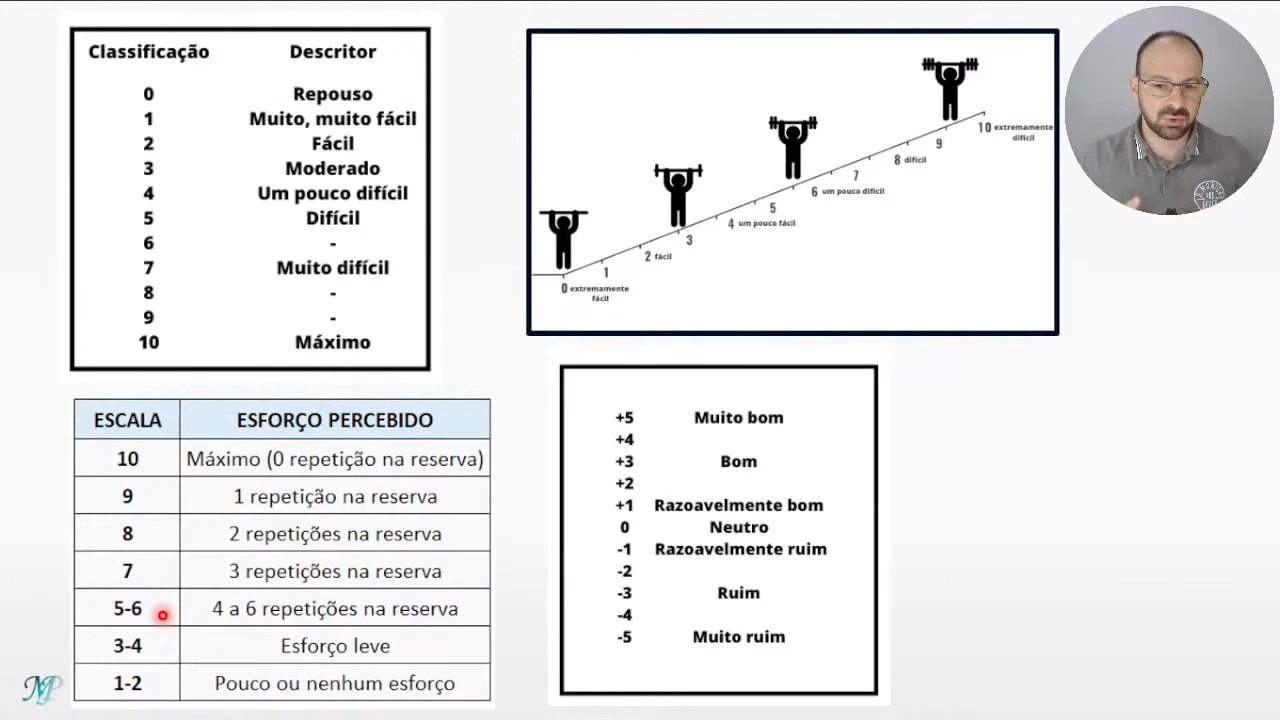 Classificação Descritor
0 Repouso
1 Muito, muito fácil
2 Fácil
3 Moderado
4 Um pouco difícil
5 Difícil
6 -
7 Muito difícil
8 -
9 -
10 Máximo
10 extremamente
difícil
9
8 difícil
7
6 um pouco difícil
5
4 um pouco fácil
3
2 fácil
1
0 extremamente
fácil
ESCALA ESFORÇO PERCEBIDO
10 Máximo (0 repetição na reserva)
9 1 repetição na reserva
8 2 repetições na reserva
7 3 repetições na reserva
5-6 4 a 6 repetições na reserva
3-4 Esforço leve
1-2 Pouco ou nenhum esforço
+5 Muito bom
+4
+3 Bom
+2
+1 Razoavelmente bom
0 Neutro
-1 Razoavelmente ruim
-2
-3 Ruim
-4
-5 Muito ruim
MP